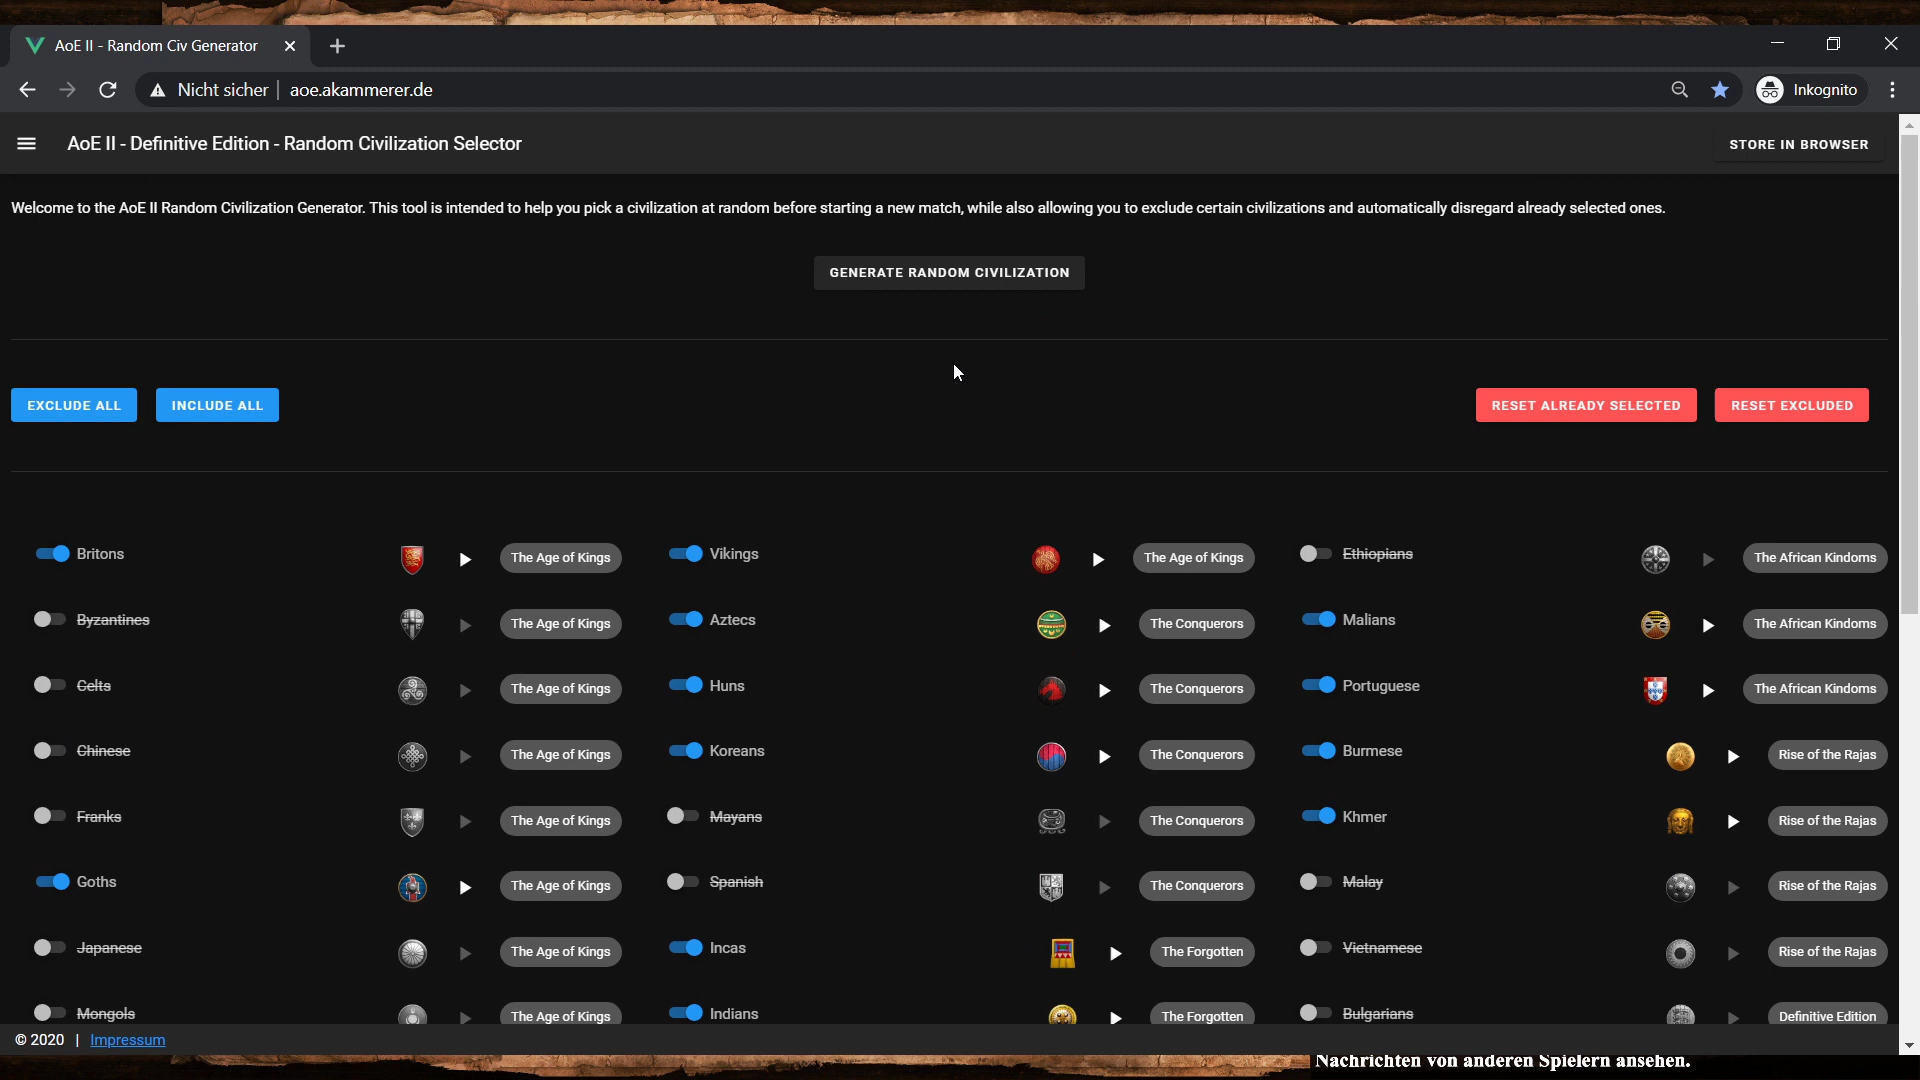 AoE II - Random Civ Generator
Nicht sicher | aoe.akammerer.de
Inkognito
AoE II - Definitive Edition - Random Civilization Selector
STORE IN BROWSER
Welcome to the AoE II Random Civilization Generator. This tool is intended to help you pick a civilization at random before starting a new match, while also allowing you to exclude certain civilizations and automatically disregard already selected ones.
GENERATE RANDOM CIVILIZATION
EXCLUDE ALL
INCLUDE ALL
RESET ALREADY SELECTED
RESET EXCLUDED
Britons The Age of Kings Vikings The Age of Kings Ethiopians The African Kindoms
Byzantines The Age of Kings Aztecs The Conquerors Malians The African Kindoms
Celts The Age of Kings Huns The Conquerors Portuguese The African Kindoms
Chinese The Age of Kings Koreans The Conquerors Burmese Rise of the Rajas
Franks The Age of Kings Mayans The Conquerors Khmer Rise of the Rajas
Goths The Age of Kings Spanish The Conquerors Malay Rise of the Rajas
Japanese The Age of Kings Incas The Forgotten Vietnamese Rise of the Rajas
Mongols The Age of Kings Indians The Forgotten Bulgarians Definitive Edition
© 2020 | Impressum
Nachrichten von anderen Spielern ansehen.